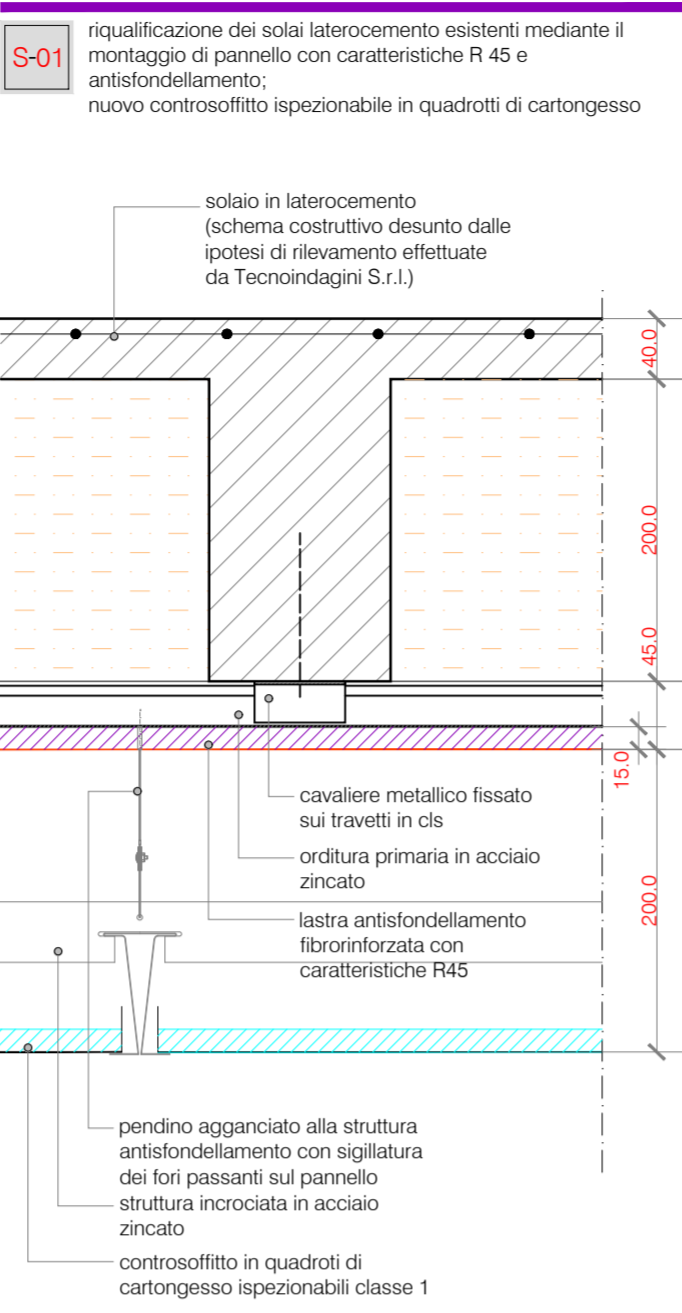 S-01
riqualificazione dei solai laterocemento esistenti mediante il
montaggio di pannello con caratteristiche R 45 e
antisfondellamento;
nuovo controsoffitto ispezionabile in quadrotti di cartongesso
solaio in laterocemento
(schema costruttivo desunto dalle
ipotesi di rilevamento effettuate
da Tecnoindagini S.r.l.)
40.0
200.0
45.0
15.0
200.0
cavaliere metallico fissato
sui travetti in cls
orditura primaria in acciaio
zincato
lastra antisfondellamento
fibrorinforzata con
caratteristiche R45
pendino agganciato alla struttura
antisfondellamento con sigillatura
dei fori passanti sul pannello
struttura incrociata in acciaio
zincato
controsoffitto in quadroti di
cartongesso ispezionabili classe 1